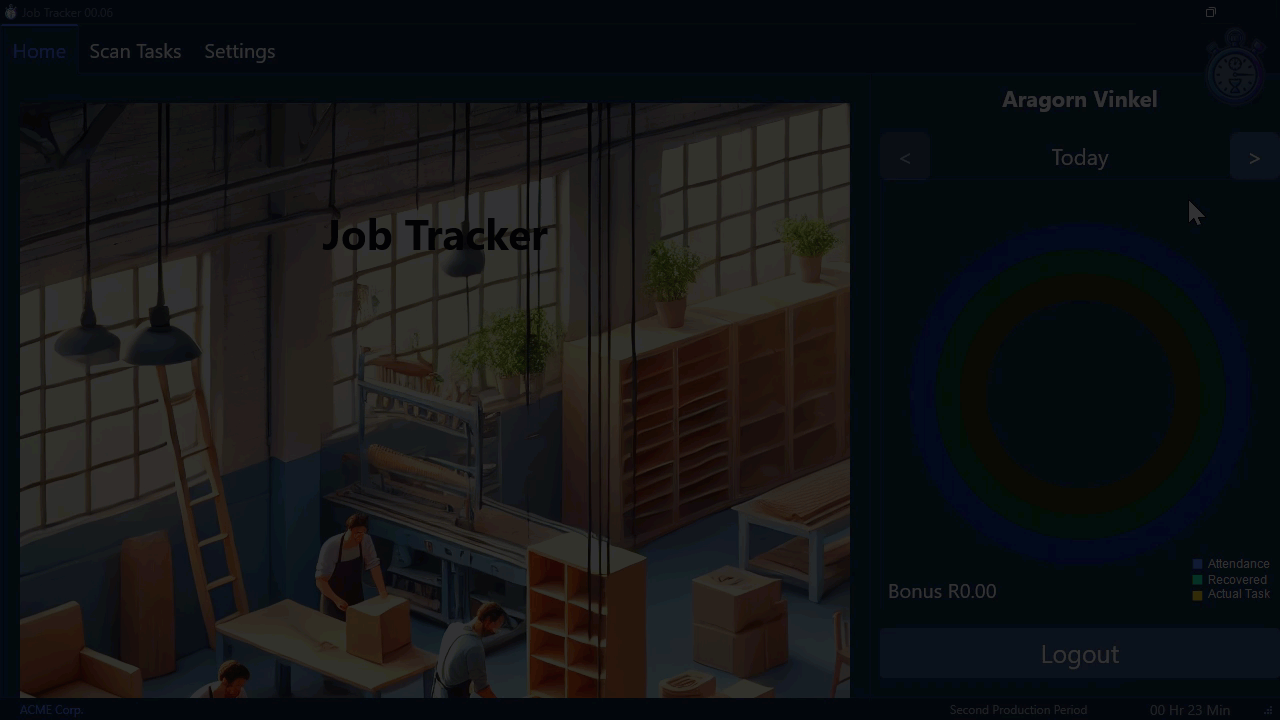 Job Tracker 00.06
Home Scan Tasks Settings
Aragorn Vinkel
< Today >
Job Tracker
Attendance
Recovered
Actual Task
Bonus R0.00
Logout
ACME Corp. Second Production Period 00 Hr 23 Min